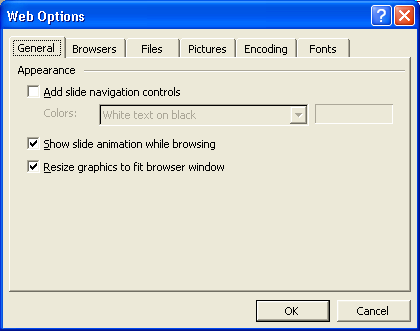 Web Options
General Browsers Files Pictures Encoding Fonts
Appearance
Add slide navigation controls
Colors: White text on black
Show slide animation while browsing
Resize graphics to fit browser window
OK Cancel